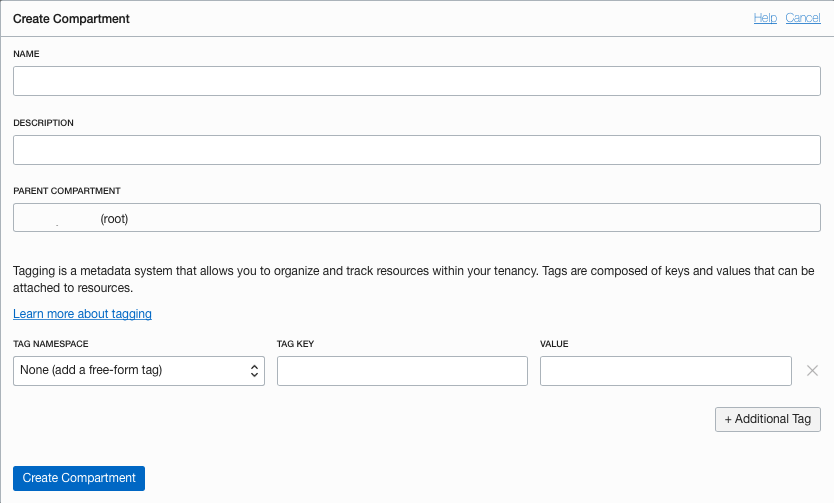 Create Compartment Help Cancel
NAME
DESCRIPTION
PARENT COMPARTMENT
(root)
Tagging is a metadata system that allows you to organize and track resources within your tenancy. Tags are composed of keys and values that can be
attached to resources.
Learn more about tagging
TAG NAMESPACE TAG KEY VALUE
None (add a free-form tag)
+ Additional Tag
Create Compartment